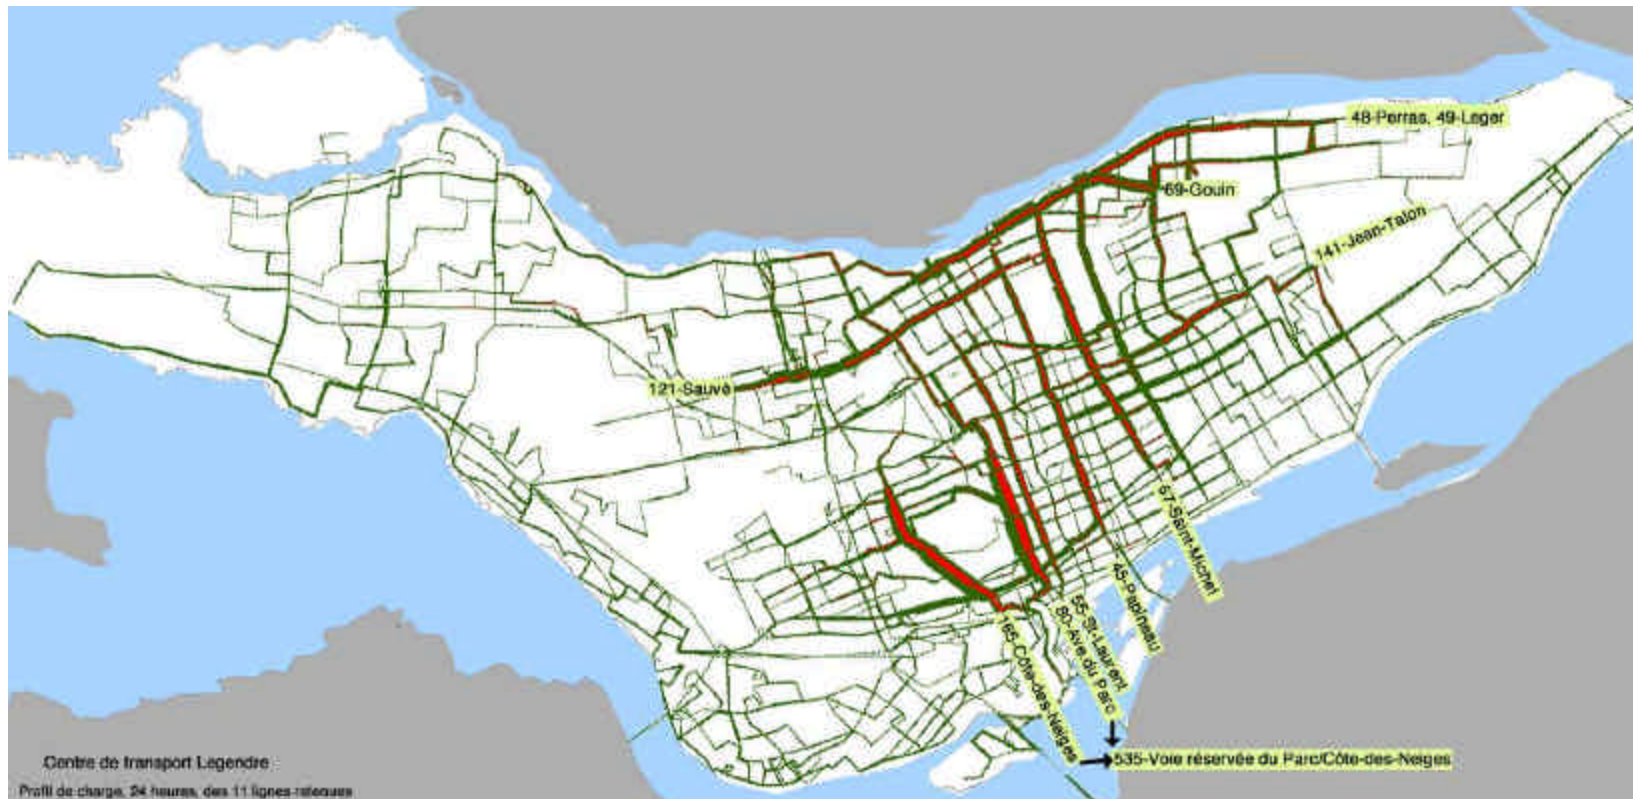 48-Perras, 49-Leger
69-Gouin
141-Jean-Talon
121-Sauvé
67-Saint-Michel
45-Papineau
55-St-Laurent
80-Ave du Parc
165-Côte-des-Neiges
535-Voie réservée du Parc/Côte-des-Neiges
Centre de transport Legendre
Profil de charge, 24 heures, des 11 lignes retenues